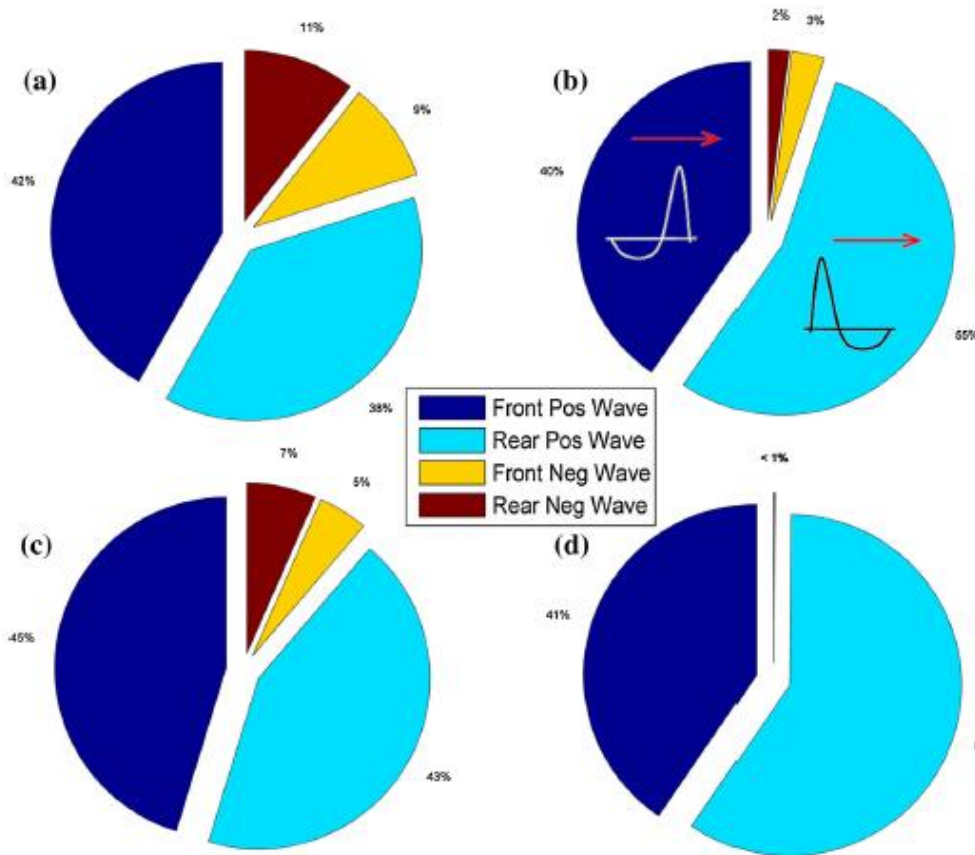 11%
2%
3%
(a)
(b)
9%
42%
40%
55%
38%
Front Pos Wave
Rear Pos Wave
Front Neg Wave
Rear Neg Wave
7%
5%
< 1%
(c)
(d)
45%
41%
43%